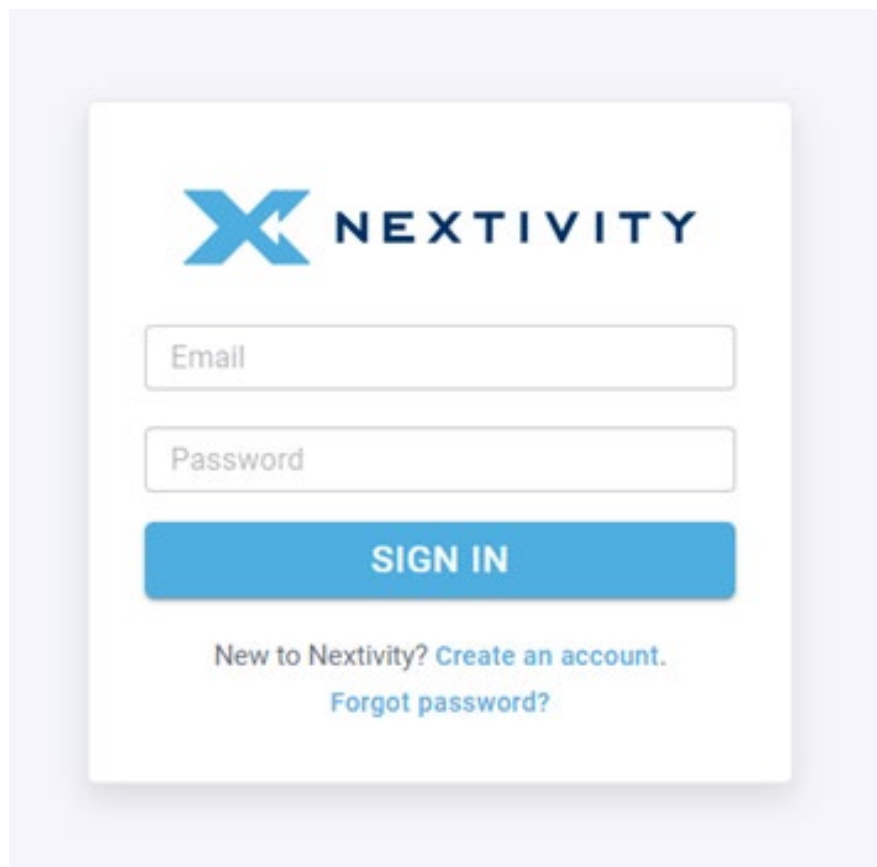 NEXTIVITY
Email
Password
SIGN IN
New to Nextivity? Create an account.
Forgot password?